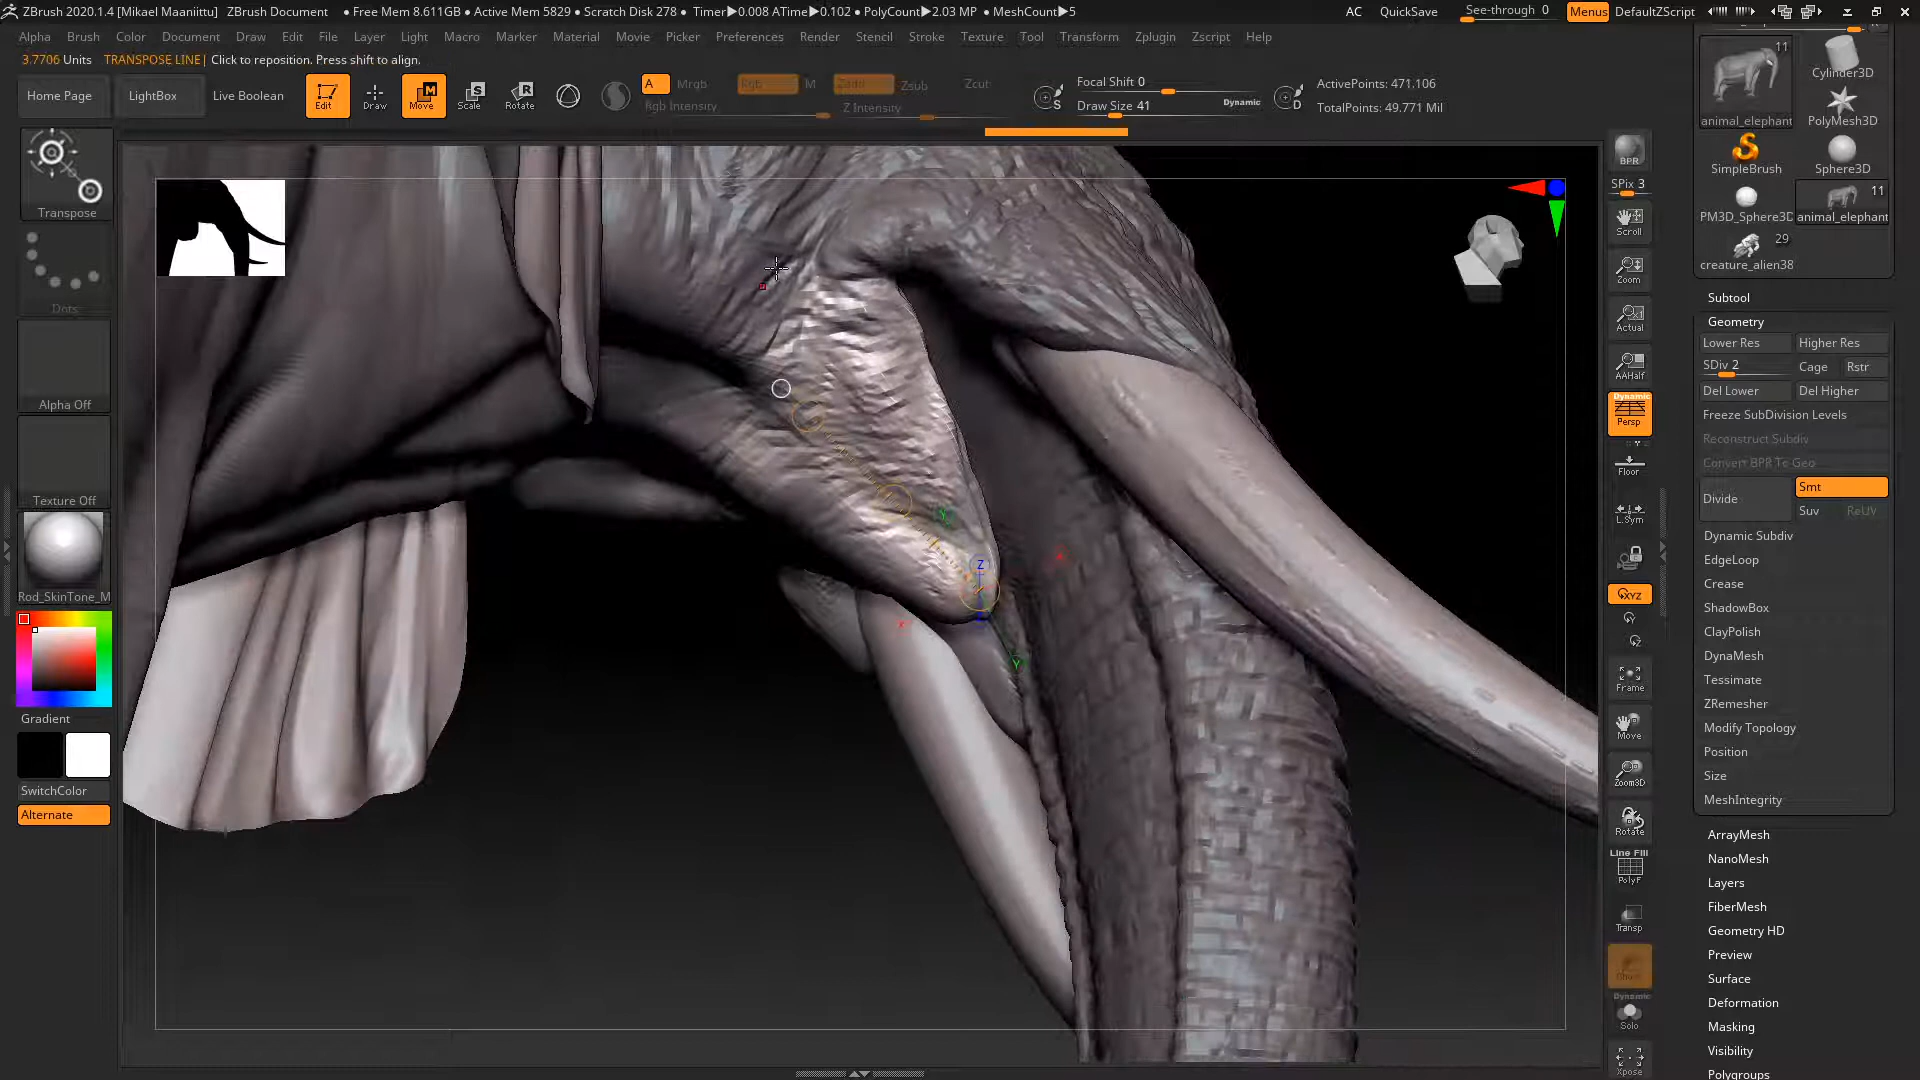 ZBrush 2020.1.4 [Mikael Maaniittu] ZBrush Document • Free Mem 8.611GB • Active Mem 5829 • Scratch Disk 278 • Timer▶0.008 ATime▶0.102 • PolyCount▶2.03 MP • MeshCount▶5 AC QuickSave See-through 0 Menus DefaultZScript
Alpha Brush Color Document Draw Edit File Layer Light Macro Marker Material Movie Picker Preferences Render Stencil Stroke Texture Tool Transform Zplugin Zscript Help
3.7706 Units TRANSPOSE LINE| Click to reposition. Press shift to align.
Home Page LightBox Live Boolean Edit Draw Move Scale Rotate
A Mrgb Rgb M Zadd Zsub Zcut
Rgb Intensity Z Intensity
S Focal Shift 0
Draw Size 41 Dynamic D
ActivePoints: 471.106
TotalPoints: 49.771 Mil
Transpose
Dots
Alpha Off
Texture Off
Rod_SkinTone_M
Gradient
SwitchColor
Alternate
Y
Z
Y
BPR
SPix 3
Scroll
Zoom
Actual
AAHalf
Dynamic
Persp
Floor
L.Sym
XYZ
Frame
Move
Zoom3D
Rotate
Line Fill
PolyF
Transp
Dynamic
Solo
Xpose
11
animal_elephant
Cylinder3D
PolyMesh3D
SimpleBrush Sphere3D
11
PM3D_Sphere3D animal_elephant
29
creature_alien38
Subtool
Geometry
Lower Res Higher Res
SDiv 2 Cage Rstr
Del Lower Del Higher
Freeze SubDivision Levels
Reconstruct Subdiv
Convert BPR To Geo
Divide Smt
Suv ReUV
Dynamic Subdiv
EdgeLoop
Crease
ShadowBox
ClayPolish
DynaMesh
Tessimate
ZRemesher
Modify Topology
Position
Size
MeshIntegrity
ArrayMesh
NanoMesh
Layers
FiberMesh
Geometry HD
Preview
Surface
Deformation
Masking
Visibility
Polygroups